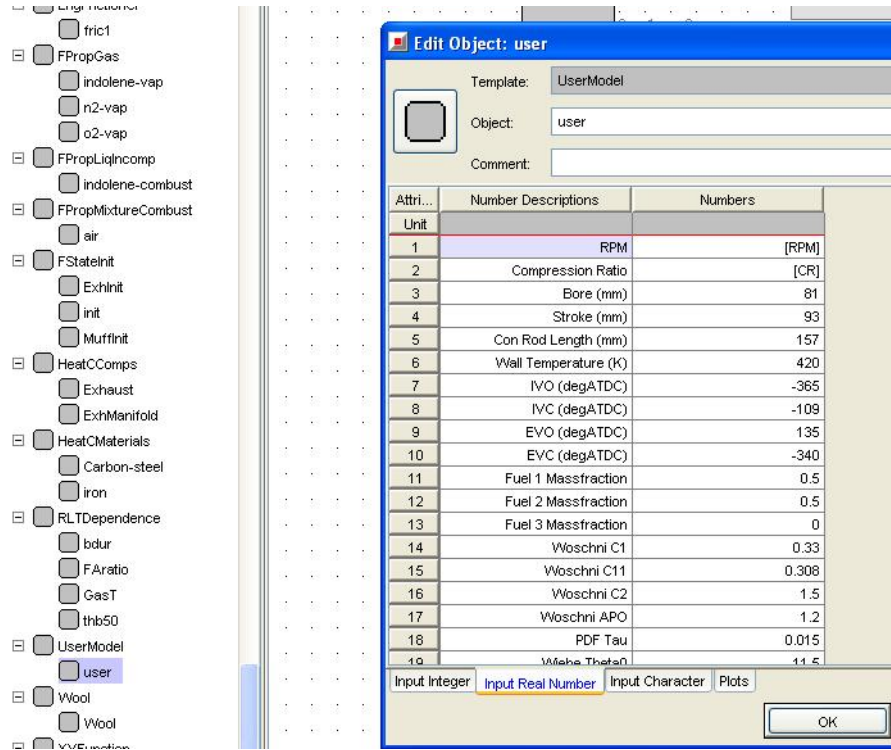 EngFrictionCF
fric1
FPropGas
indolene-vap
n2-vap
o2-vap
FPropLiqIncomp
indolene-combust
FPropMixtureCombust
air
FStateInit
ExhInit
init
MuffInit
HeatCComps
Exhaust
ExhManifold
HeatCMaterials
Carbon-steel
iron
RLTDependence
bdur
FAratio
GasT
thb50
UserModel
user
Wool
Wool
XYFunction
Edit Object: user
Template: UserModel
Object: user
Comment:
Attri... Number Descriptions Numbers
Unit
1 RPM [RPM]
2 Compression Ratio [CR]
3 Bore (mm) 81
4 Stroke (mm) 93
5 Con Rod Length (mm) 157
6 Wall Temperature (K) 420
7 IVO (degATDC) -365
8 IVC (degATDC) -109
9 EVO (degATDC) 135
10 EVC (degATDC) -340
11 Fuel 1 Massfraction 0.5
12 Fuel 2 Massfraction 0.5
13 Fuel 3 Massfraction 0
14 Woschni C1 0.33
15 Woschni C11 0.308
16 Woschni C2 1.5
17 Woschni APO 1.2
18 PDF Tau 0.015
19 Wiebe Theta0 11.5
Input Integer Input Real Number Input Character Plots
OK